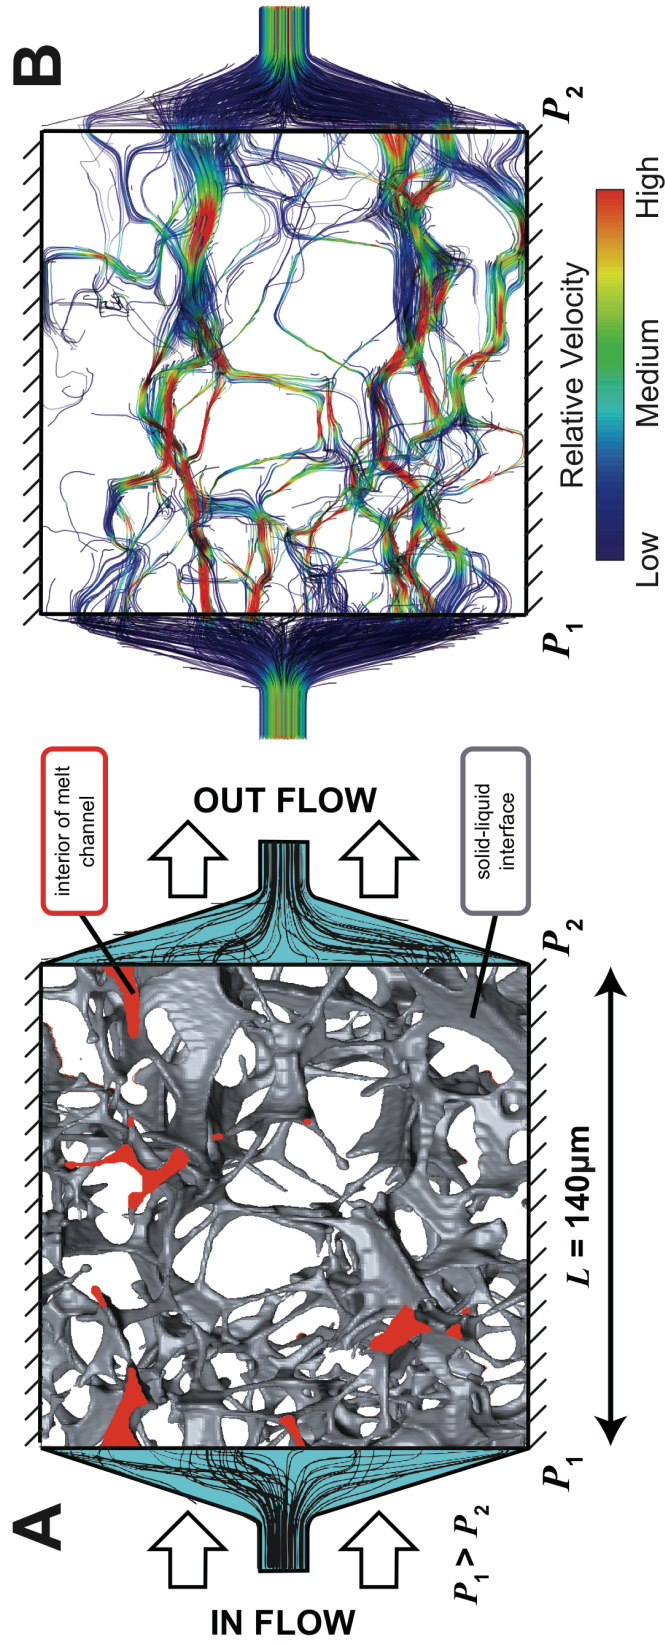 A
IN FLOW
P1 > P2
P1
P2
L = 140µm
interior of melt
channel
solid-liquid
interface
OUT FLOW
B
P1
P2
Relative Velocity
Low
Medium
High